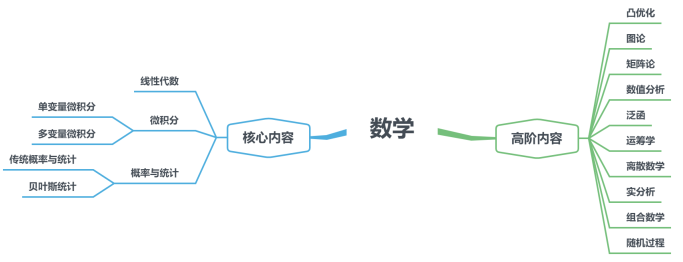 数学
核心内容
线性代数
微积分
单变量微积分
多变量微积分
概率与统计
传统概率与统计
贝叶斯统计
高阶内容
凸优化
图论
矩阵论
数值分析
泛函
运筹学
离散数学
实分析
组合数学
随机过程